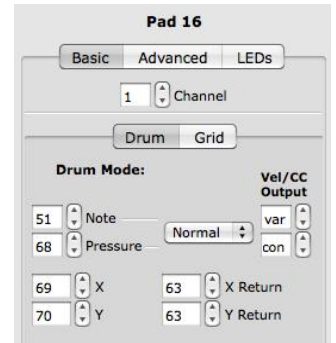 Pad 16
Basic Advanced LEDs
1 Channel
Drum Grid
Drum Mode:
Vel/CC
Output
51 Note
Normal
var
68 Pressure
con
69 X 63 X Return
70 Y 63 Y Return